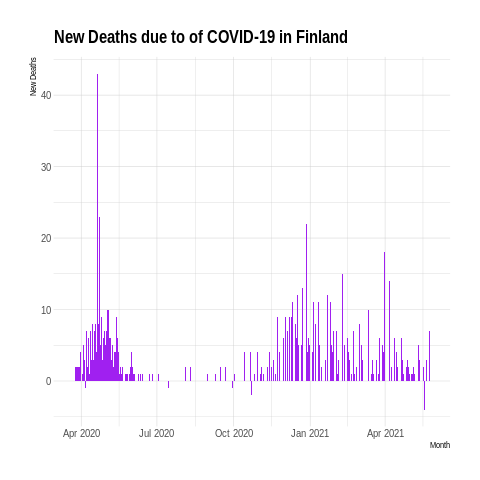 New Deaths due to of COVID-19 in Finland
New Deaths
40
30
20
10
0
Apr 2020 Jul 2020 Oct 2020 Jan 2021 Apr 2021
Month